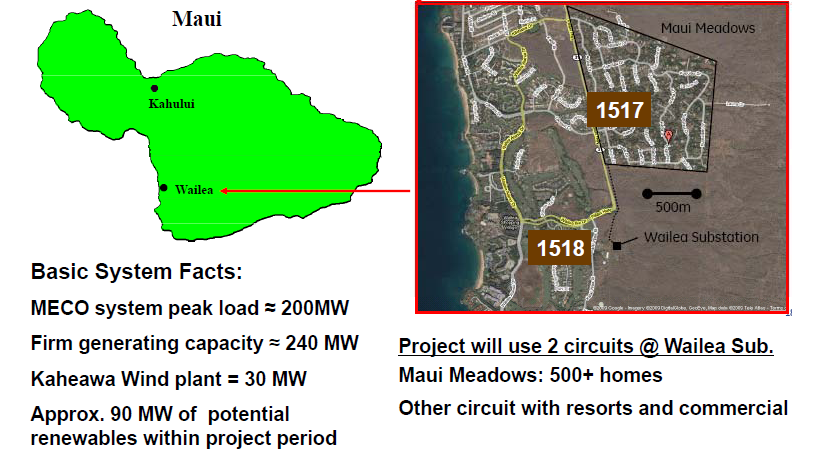 Maui
Kahului
Wailea
Maui Meadows
1517
500m
Wailea Substation
1518
Basic System Facts:
MECO system peak load ≈ 200MW
Firm generating capacity ≈ 240 MW
Kaheawa Wind plant = 30 MW
Approx. 90 MW of potential
renewables within project period
Project will use 2 circuits @ Wailea Sub.
Maui Meadows: 500+ homes
Other circuit with resorts and commercial